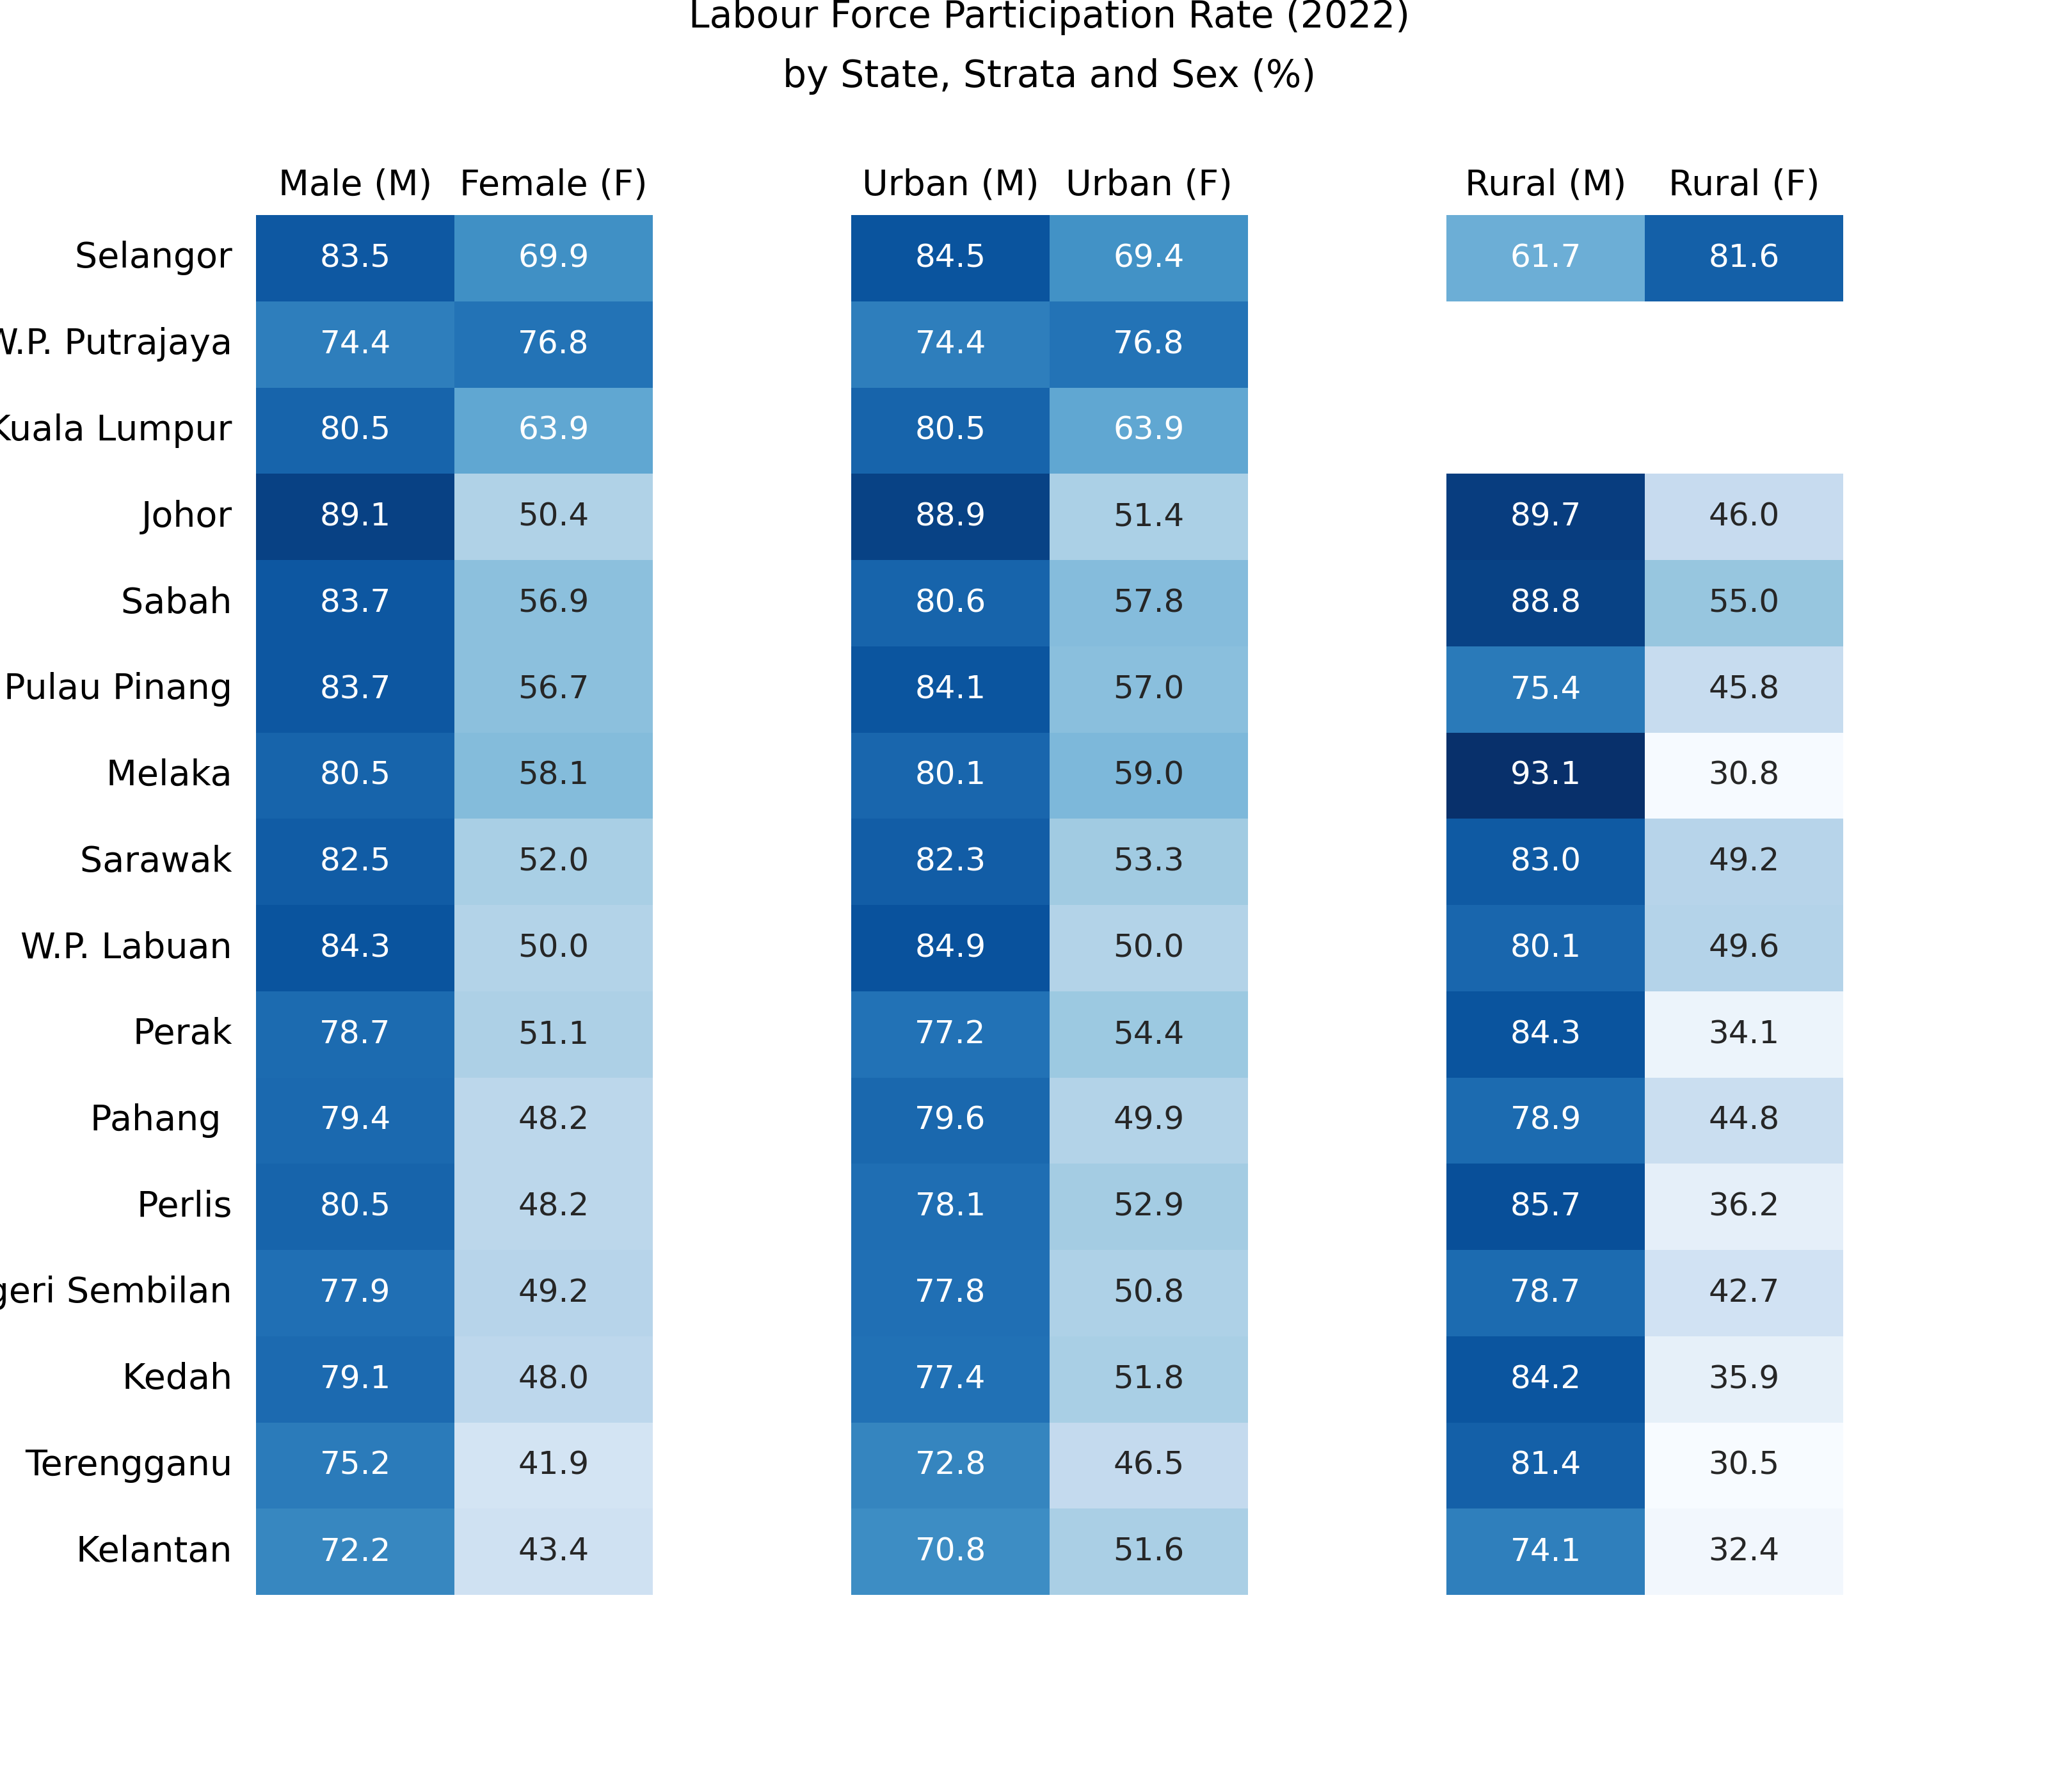 Labour Force Participation Rate (2022)
by State, Strata and Sex (%)
Male (M) Female (F) Urban (M) Urban (F) Rural (M) Rural (F)
Selangor 83.5 69.9 84.5 69.4 61.7 81.6
W.P. Putrajaya 74.4 76.8 74.4 76.8
Kuala Lumpur 80.5 63.9 80.5 63.9
Johor 89.1 50.4 88.9 51.4 89.7 46.0
Sabah 83.7 56.9 80.6 57.8 88.8 55.0
Pulau Pinang 83.7 56.7 84.1 57.0 75.4 45.8
Melaka 80.5 58.1 80.1 59.0 93.1 30.8
Sarawak 82.5 52.0 82.3 53.3 83.0 49.2
W.P. Labuan 84.3 50.0 84.9 50.0 80.1 49.6
Perak 78.7 51.1 77.2 54.4 84.3 34.1
Pahang 79.4 48.2 79.6 49.9 78.9 44.8
Perlis 80.5 48.2 78.1 52.9 85.7 36.2
geri Sembilan 77.9 49.2 77.8 50.8 78.7 42.7
Kedah 79.1 48.0 77.4 51.8 84.2 35.9
Terengganu 75.2 41.9 72.8 46.5 81.4 30.5
Kelantan 72.2 43.4 70.8 51.6 74.1 32.4